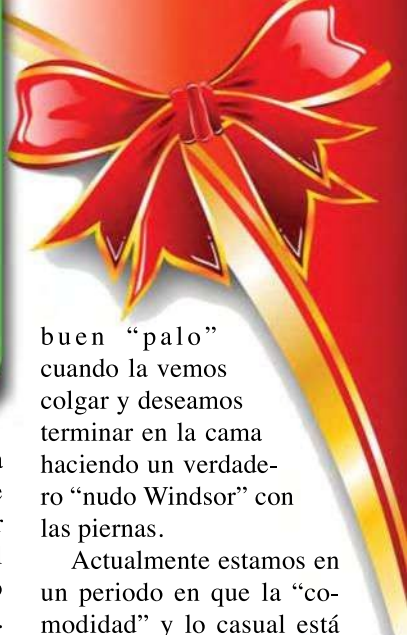 buen “palo”
cuando la vemos
colgar y deseamos
terminar en la cama
haciendo un verdade-
ro “nudo Windsor” con
las piernas.
Actualmente estamos en
un periodo en que la “co-
modidad” y lo casual está